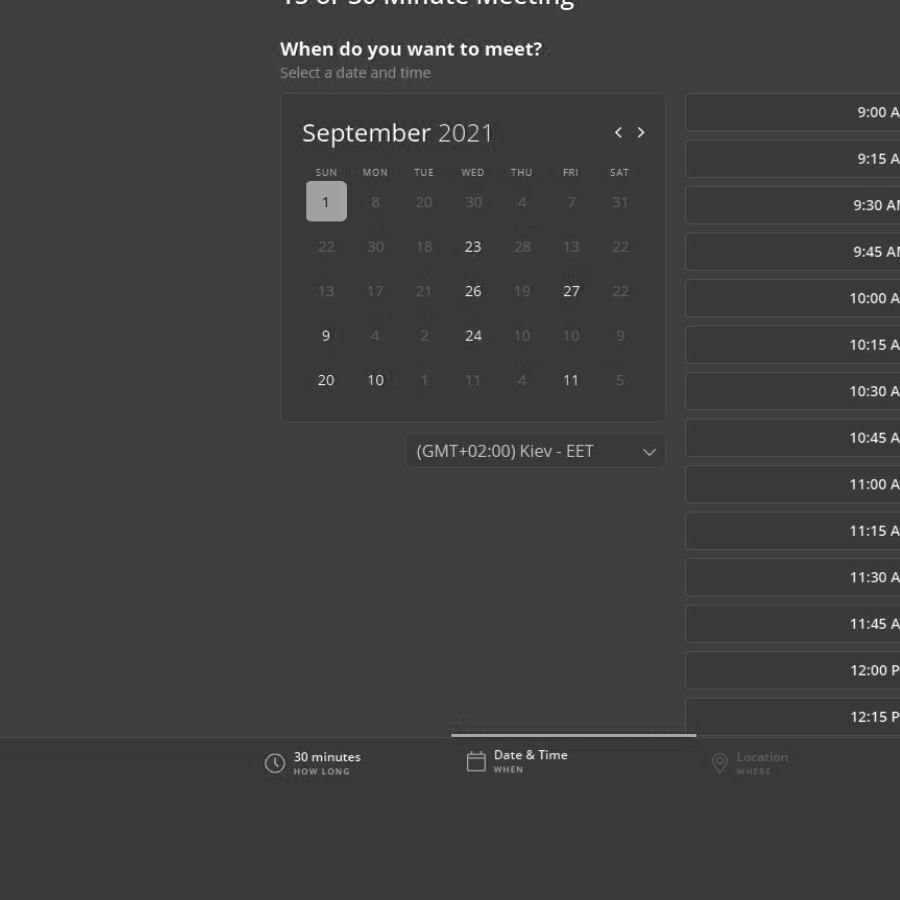 15 or 30 Minute Meeting
When do you want to meet?
Select a date and time
September 2021
SUN MON TUE WED THU FRI SAT
1 8 20 30 4 7 31
22 30 18 23 28 13 22
13 17 21 26 19 27 22
9 4 2 24 10 10 9
20 10 1 11 4 11 5
(GMT+02:00) Kiev - EET
9:00 A
9:15 A
9:30 AM
9:45 AM
10:00 A
10:15 A
10:30 A
10:45 A
11:00 A
11:15 A
11:30 A
11:45 A
12:00 P
12:15 P
30 minutes
HOW LONG
Date & Time
WHEN
Location
WHERE